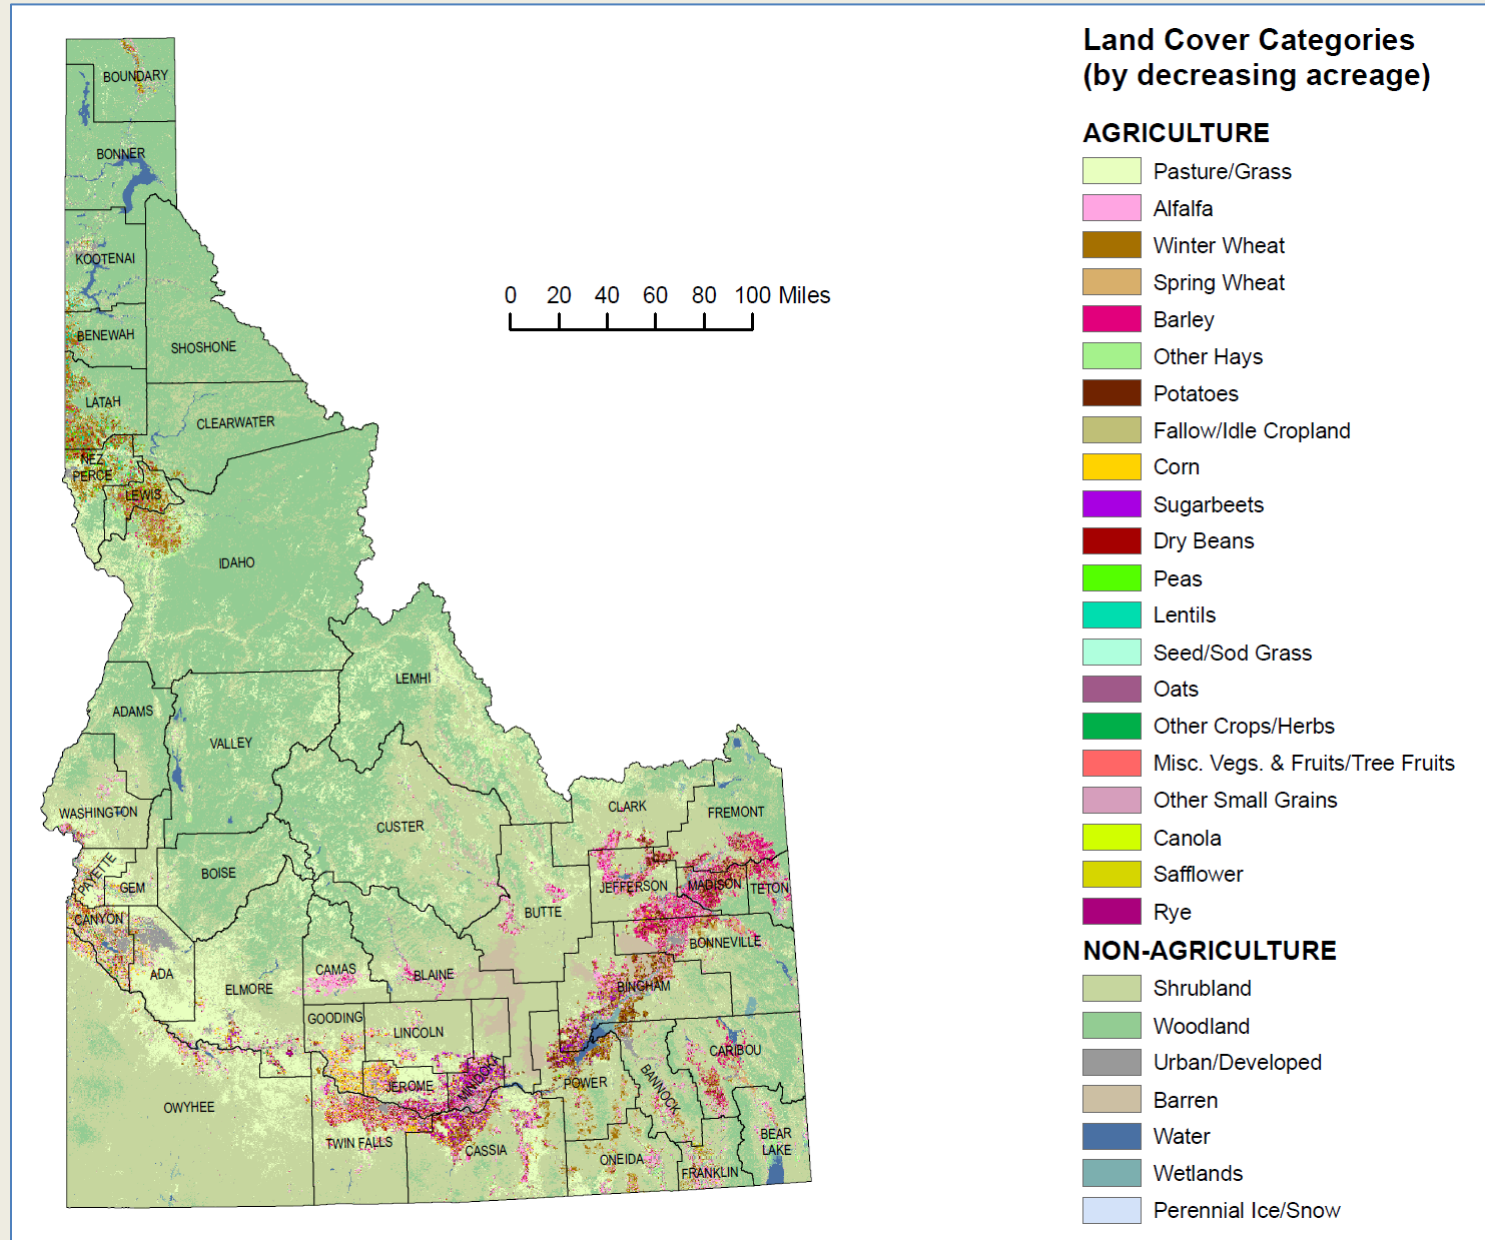 Land Cover Categories
(by decreasing acreage)
AGRICULTURE
Pasture/Grass
Alfalfa
Winter Wheat
Spring Wheat
Barley
Other Hays
Potatoes
Fallow/Idle Cropland
Corn
Sugarbeets
Dry Beans
Peas
Lentils
Seed/Sod Grass
Oats
Other Crops/Herbs
Misc. Vegs. & Fruits/Tree Fruits
Other Small Grains
Canola
Safflower
Rye
NON-AGRICULTURE
Shrubland
Woodland
Urban/Developed
Barren
Water
Wetlands
Perennial Ice/Snow
0 20 40 60 80 100 Miles
BOUNDARY
BONNER
KOOTENAI
BENEWAH
SHOSHONE
LATAH
CLEARWATER
NEZ
PERCE
LEWIS
IDAHO
LEMHI
ADAMS
VALLEY
WASHINGTON
CUSTER
CLARK
FREMONT
PAYETTE
GEM
BOISE
JEFFERSON
MADISON
TETON
CANYON
BUTTE
BONNEVILLE
ADA
ELMORE
CAMAS
BLAINE
BINGHAM
GOODING
LINCOLN
CARIBOU
JEROME
POWER
BANNOCK
OWYHEE
TWIN FALLS
CASSIA
ONEIDA
FRANKLIN
BEAR
LAKE